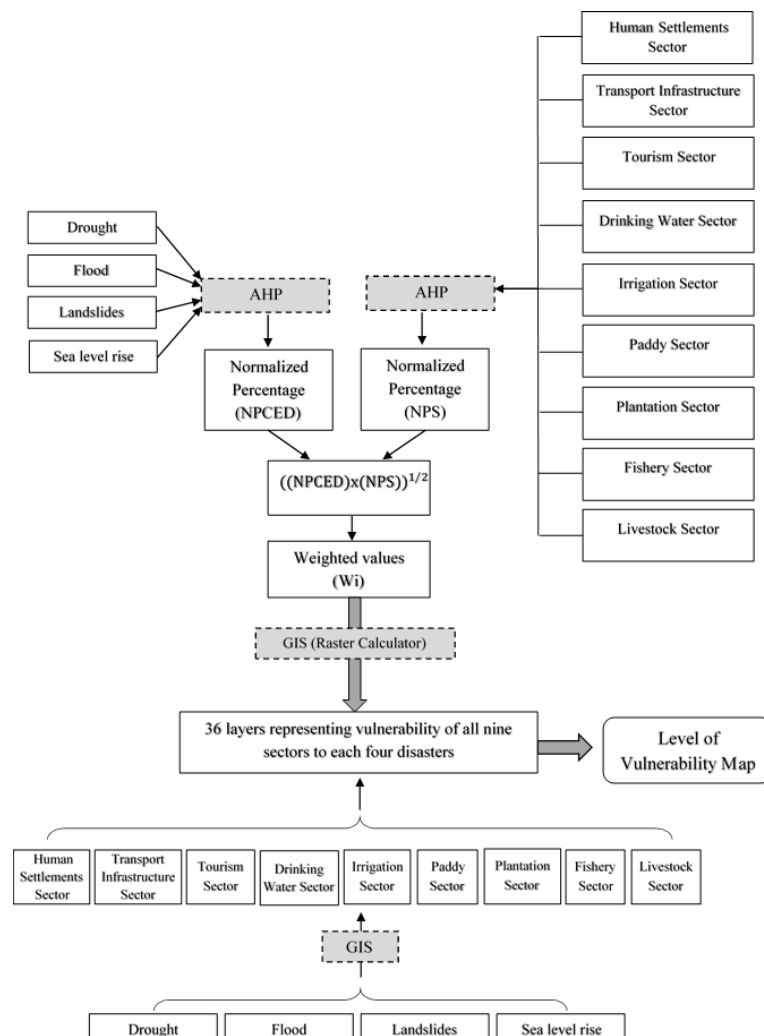 Human Settlements
Sector
Transport Infrastructure
Sector
Tourism Sector
Drinking Water Sector
Irrigation Sector
Paddy Sector
Plantation Sector
Fishery Sector
Livestock Sector
Drought
Flood
Landslides
Sea level rise
AHP
AHP
Normalized
Percentage
(NPCED)
Normalized
Percentage
(NPS)
((NPCED)x(NPS))^{1/2}
Weighted values
(Wi)
GIS (Raster Calculator)
36 layers representing vulnerability of all nine
sectors to each four disasters
Level of
Vulnerability Map
Human
Settlements
Sector
Transport
Infrastructure
Sector
Tourism
Sector
Drinking
Water Sector
Irrigation
Sector
Paddy
Sector
Plantation
Sector
Fishery
Sector
Livestock
Sector
GIS
Drought
Flood
Landslides
Sea level rise